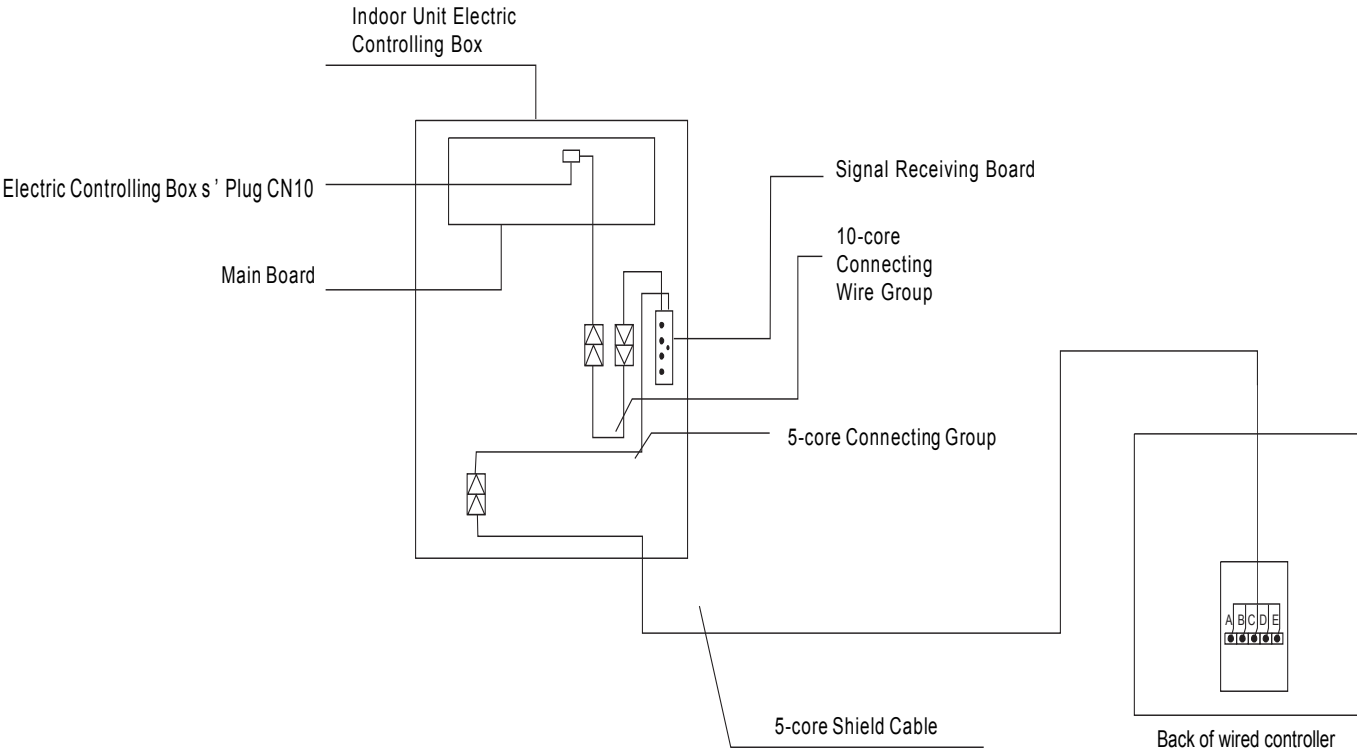 Indoor Unit Electric
Controlling Box
Electric Controlling Box s ’ Plug CN10
Signal Receiving Board
10-core
Connecting
Wire Group
Main Board
5-core Connecting Group
A B C D E
5-core Shield Cable
Back of wired controller